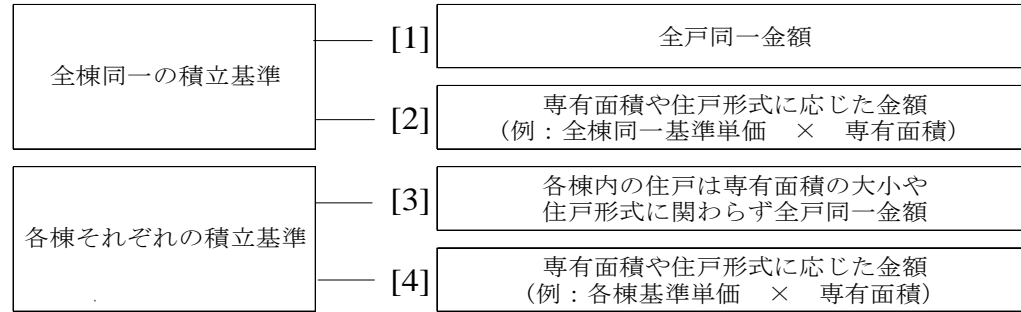 全棟同一の積立基準
[1] 全戸同一金額
[2] 専有面積や住戸形式に応じた金額
（例：全棟同一基準単価　×　専有面積）
各棟それぞれの積立基準
[3] 各棟内の住戸は専有面積の大小や
住戸形式に関わらず全戸同一金額
[4] 専有面積や住戸形式に応じた金額
（例：各棟基準単価　×　専有面積）